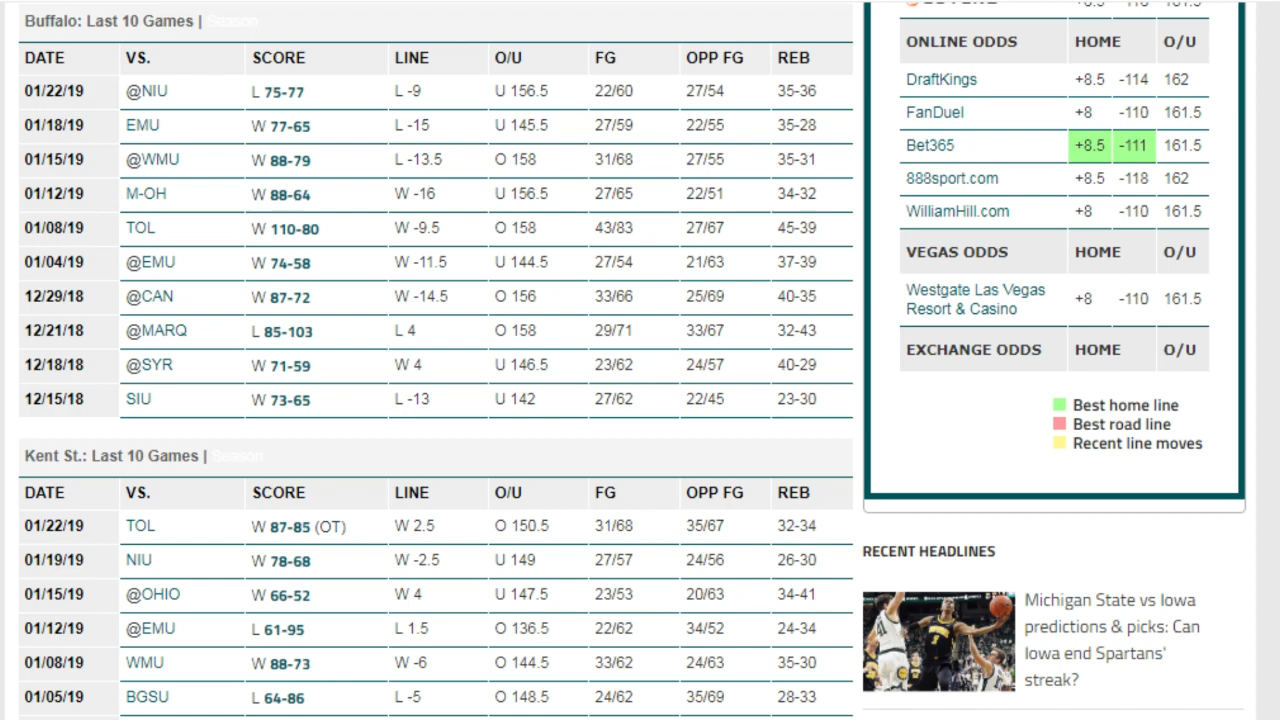 Buffalo: Last 10 Games | Season
DATE VS. SCORE LINE O/U FG OPP FG REB
01/22/19 @NIU L 75-77 L -9 U 156.5 22/60 27/54 35-36
01/18/19 EMU W 77-65 L -15 U 145.5 27/59 22/55 35-28
01/15/19 @WMU W 88-79 L -13.5 O 158 31/68 27/55 35-31
01/12/19 M-OH W 88-64 W -16 U 156.5 27/65 22/51 34-32
01/08/19 TOL W 110-80 W -9.5 O 158 43/83 27/67 45-39
01/04/19 @EMU W 74-58 W -11.5 U 144.5 27/54 21/63 37-39
12/29/18 @CAN W 87-72 W -14.5 O 156 33/66 25/69 40-35
12/21/18 @MARQ L 85-103 L 4 O 158 29/71 33/67 32-43
12/18/18 @SYR W 71-59 W 4 U 146.5 23/62 24/57 40-29
12/15/18 SIU W 73-65 L -13 U 142 27/62 22/45 23-30
Kent St.: Last 10 Games | Season
DATE VS. SCORE LINE O/U FG OPP FG REB
01/22/19 TOL W 87-85 (OT) W 2.5 O 150.5 31/68 35/67 32-34
01/19/19 NIU W 78-68 W -2.5 U 149 27/57 24/56 26-30
01/15/19 @OHIO W 66-52 W 4 U 147.5 23/53 20/63 34-41
01/12/19 @EMU L 61-95 L 1.5 O 136.5 22/62 34/52 24-34
01/08/19 WMU W 88-73 W -6 O 144.5 33/62 24/63 35-30
01/05/19 BGSU L 64-86 L -5 O 148.5 24/62 35/69 28-33
ONLINE ODDS HOME O/U
DraftKings +8.5 -114 162
FanDuel +8 -110 161.5
Bet365 +8.5 -111 161.5
888sport.com +8.5 -118 162
WilliamHill.com +8 -110 161.5
VEGAS ODDS HOME O/U
Westgate Las Vegas
Resort & Casino +8 -110 161.5
EXCHANGE ODDS HOME O/U
Best home line
Best road line
Recent line moves
RECENT HEADLINES
Michigan State vs Iowa
predictions & picks: Can
Iowa end Spartans'
streak?